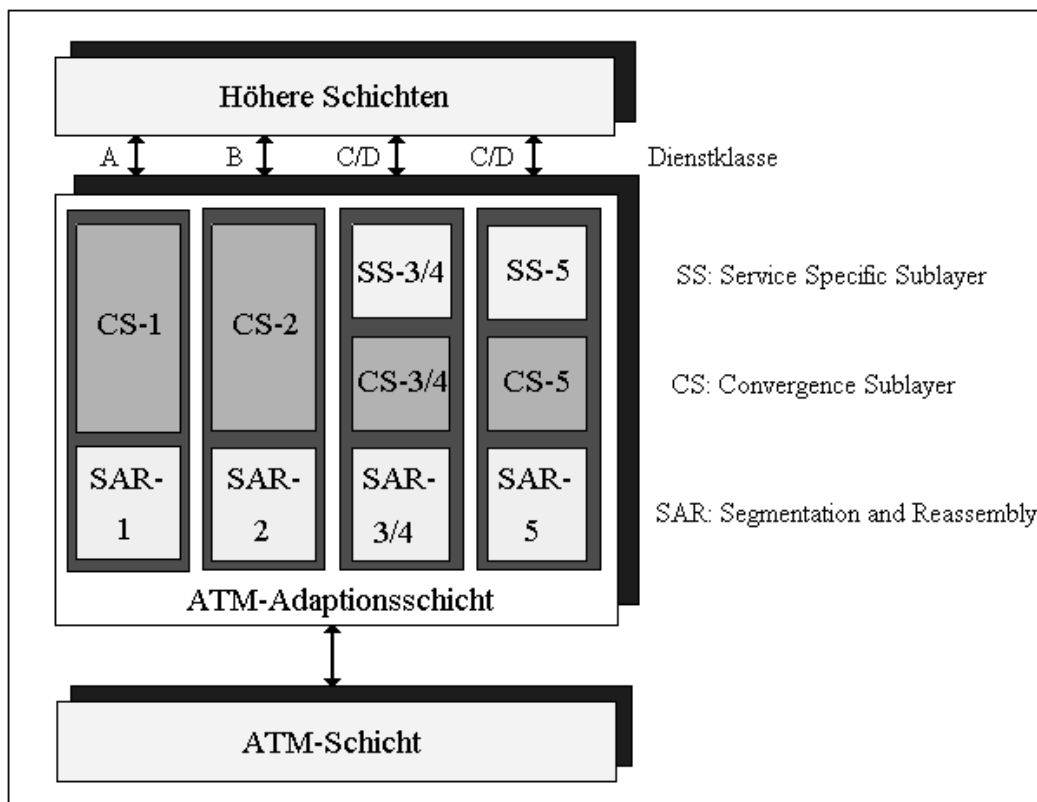 Höhere Schichten
A
B
C/D
C/D
Dienstklasse
CS-1
CS-2
SS-3/4
SS-5
SS: Service Specific Sublayer
CS-3/4
CS-5
CS: Convergence Sublayer
SAR-
1
SAR-
2
SAR-
3/4
SAR-
5
SAR: Segmentation and Reassembly
ATM-Adaptionsschicht
ATM-Schicht